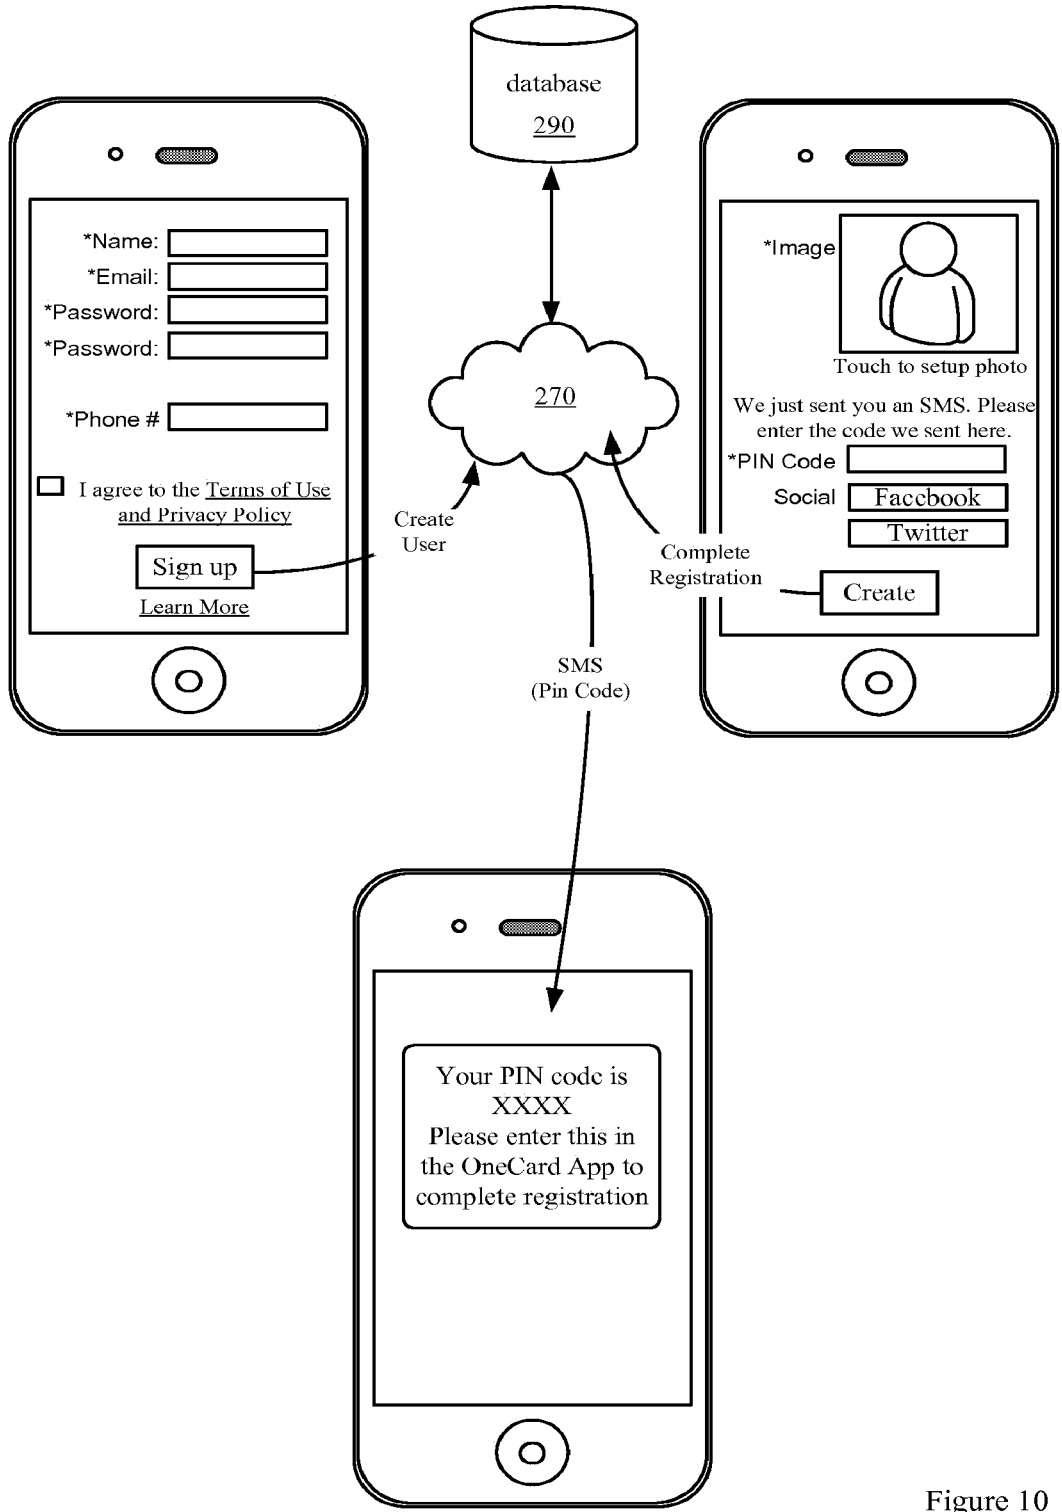 database
290
*Name:
*Email:
*Password:
*Password:
*Phone #
I agree to the Terms of Use
and Privacy Policy
Sign up
Learn More
270
Create
User
*Image
Touch to setup photo
We just sent you an SMS. Please
enter the code we sent here.
*PIN Code
Social
Facebook
Twitter
Create
Complete
Registration
SMS
(Pin Code)
Your PIN code is
XXXX
Please enter this in
the OneCard App to
complete registration
Figure 10